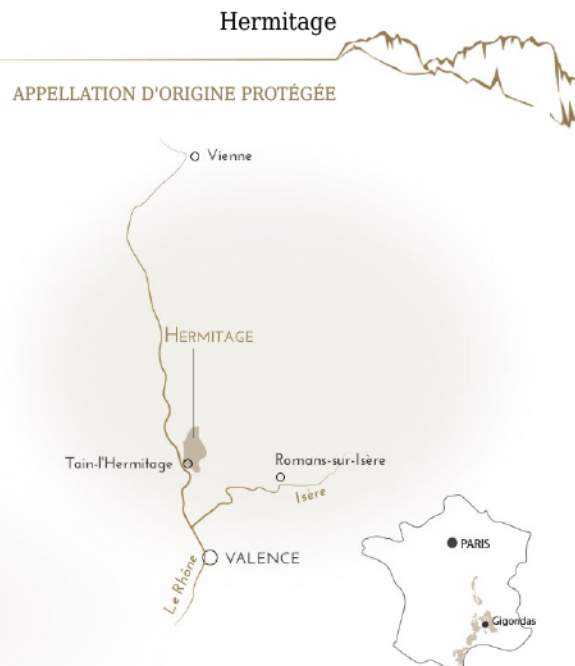 Hermitage
APPELLATION D'ORIGINE PROTÉGÉE
Vienne
HERMITAGE
Tain-l'Hermitage
Romans-sur-Isère
Isère
VALENCE
Le Rhône
PARIS
Gigondas